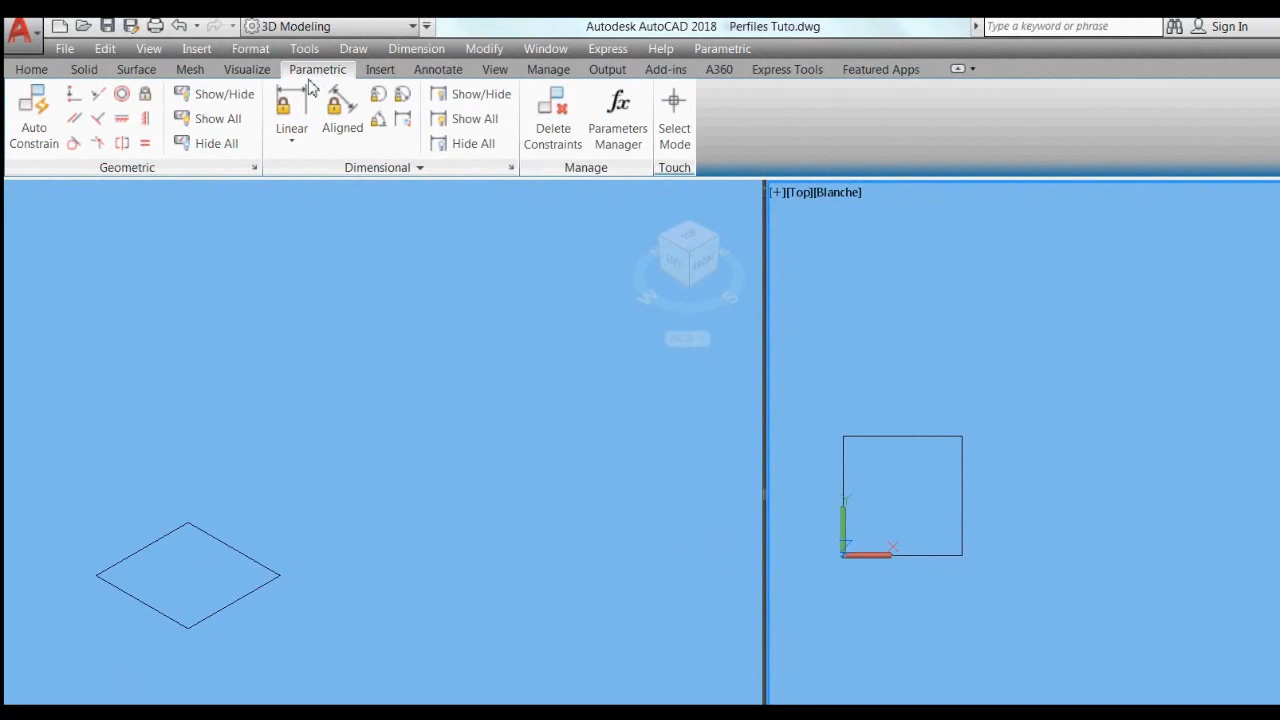 3D Modeling Autodesk AutoCAD 2018 Perfiles Tuto.dwg Type a keyword or phrase Sign In
File Edit View Insert Format Tools Draw Dimension Modify Window Express Help Parametric
Home Solid Surface Mesh Visualize Parametric Insert Annotate View Manage Output Add-ins A360 Express Tools Featured Apps
Auto
Constrain
Show/Hide
Show All
Hide All
Geometric
Linear
Aligned
Show/Hide
Show All
Hide All
Dimensional
Delete
Constraints
fx
Parameters
Manager
Manage
Select
Mode
Touch
[+][Top][Blanche]
FRONT
W
S
WCS
Y
X